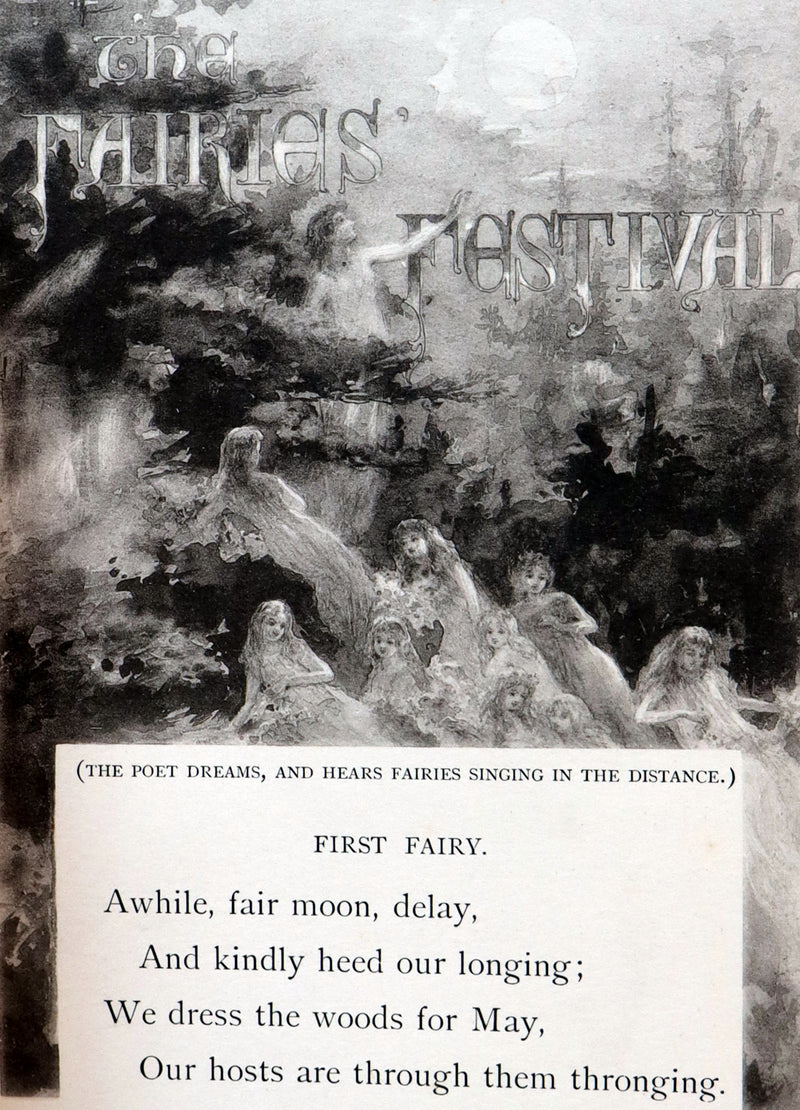 The
FAIRIES'
FESTIVAL
(THE POET DREAMS, AND HEARS FAIRIES SINGING IN THE DISTANCE.)
FIRST FAIRY.
Awhile, fair moon, delay,
And kindly heed our longing;
We dress the woods for May,
Our hosts are through them thronging.